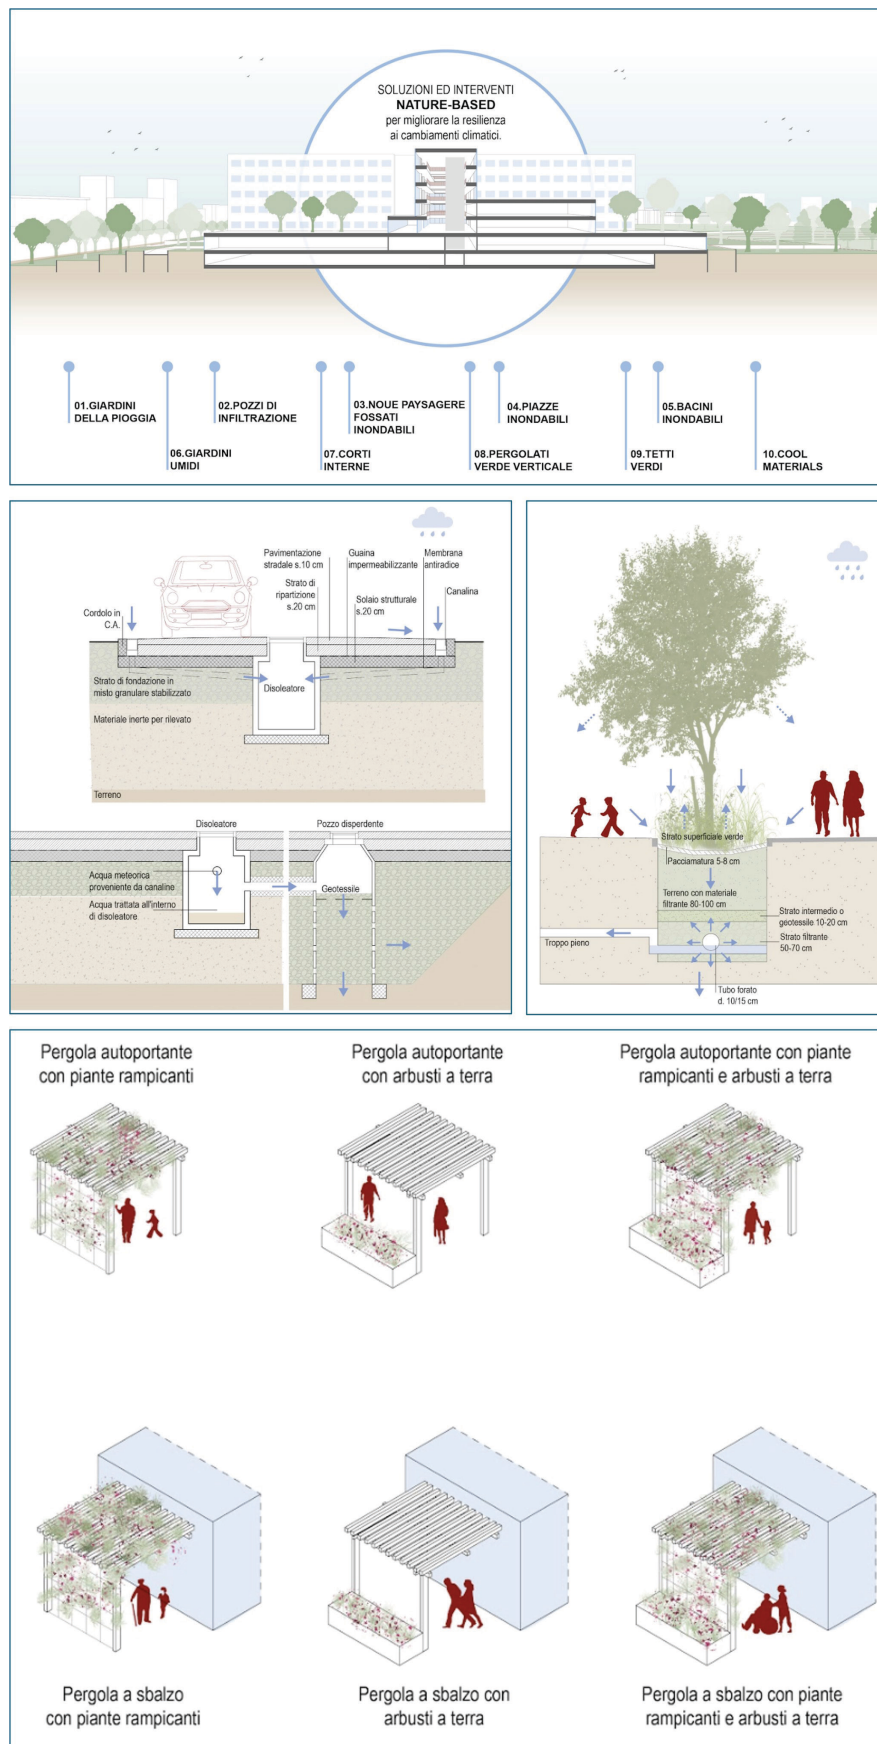 SOLUZIONI ED INTERVENTI
NATURE-BASED
per migliorare la resilienza
ai cambiamenti climatici.
01.GIARDINI
DELLA PIOGGIA
02.POZZI DI
INFILTRAZIONE
03.NOUE PAYSAGERE
FOSSATI
INONDABILI
04.PIAZZE
INONDABILI
05.BACINI
INONDABILI
06.GIARDINI
UMIDI
07.CORTI
INTERNE
08.PERGOLATI
VERDE VERTICALE
09.TETTI
VERDI
10.COOL
MATERIALS
Pavimentazione
stradale s.10 cm
Guaina
impermeabilizzante
Membrana
antiradice
Strato di
ripartizione
s.20 cm
Solaio strutturale
s.20 cm
Canalina
Cordolo in
C.A.
Disoleatore
Strato di fondazione in
misto granulare stabilizzato
Materiale inerte per rilevato
Terreno
Disoleatore
Pozzo disperdente
Acqua meteorica
proveniente da canaline
Acqua trattata all'interno
di disoleatore.
Geotessile
Strato superficiale verde
Pacciamatura 5-8 cm
Terreno con materiale
filtrante 80-100 cm
Strato intermedio o
geotessile 10-20 cm
Strato filtrante
50-70 cm
Troppo pieno
Tubo forato
d. 10/15 cm
Pergola autoportante
con piante rampicanti
Pergola autoportante
con arbusti a terra
Pergola autoportante con piante
rampicanti e arbusti a terra
Pergola a sbalzo
con piante rampicanti
Pergola a sbalzo con
arbusti a terra
Pergola a sbalzo con piante
rampicanti e arbusti a terra